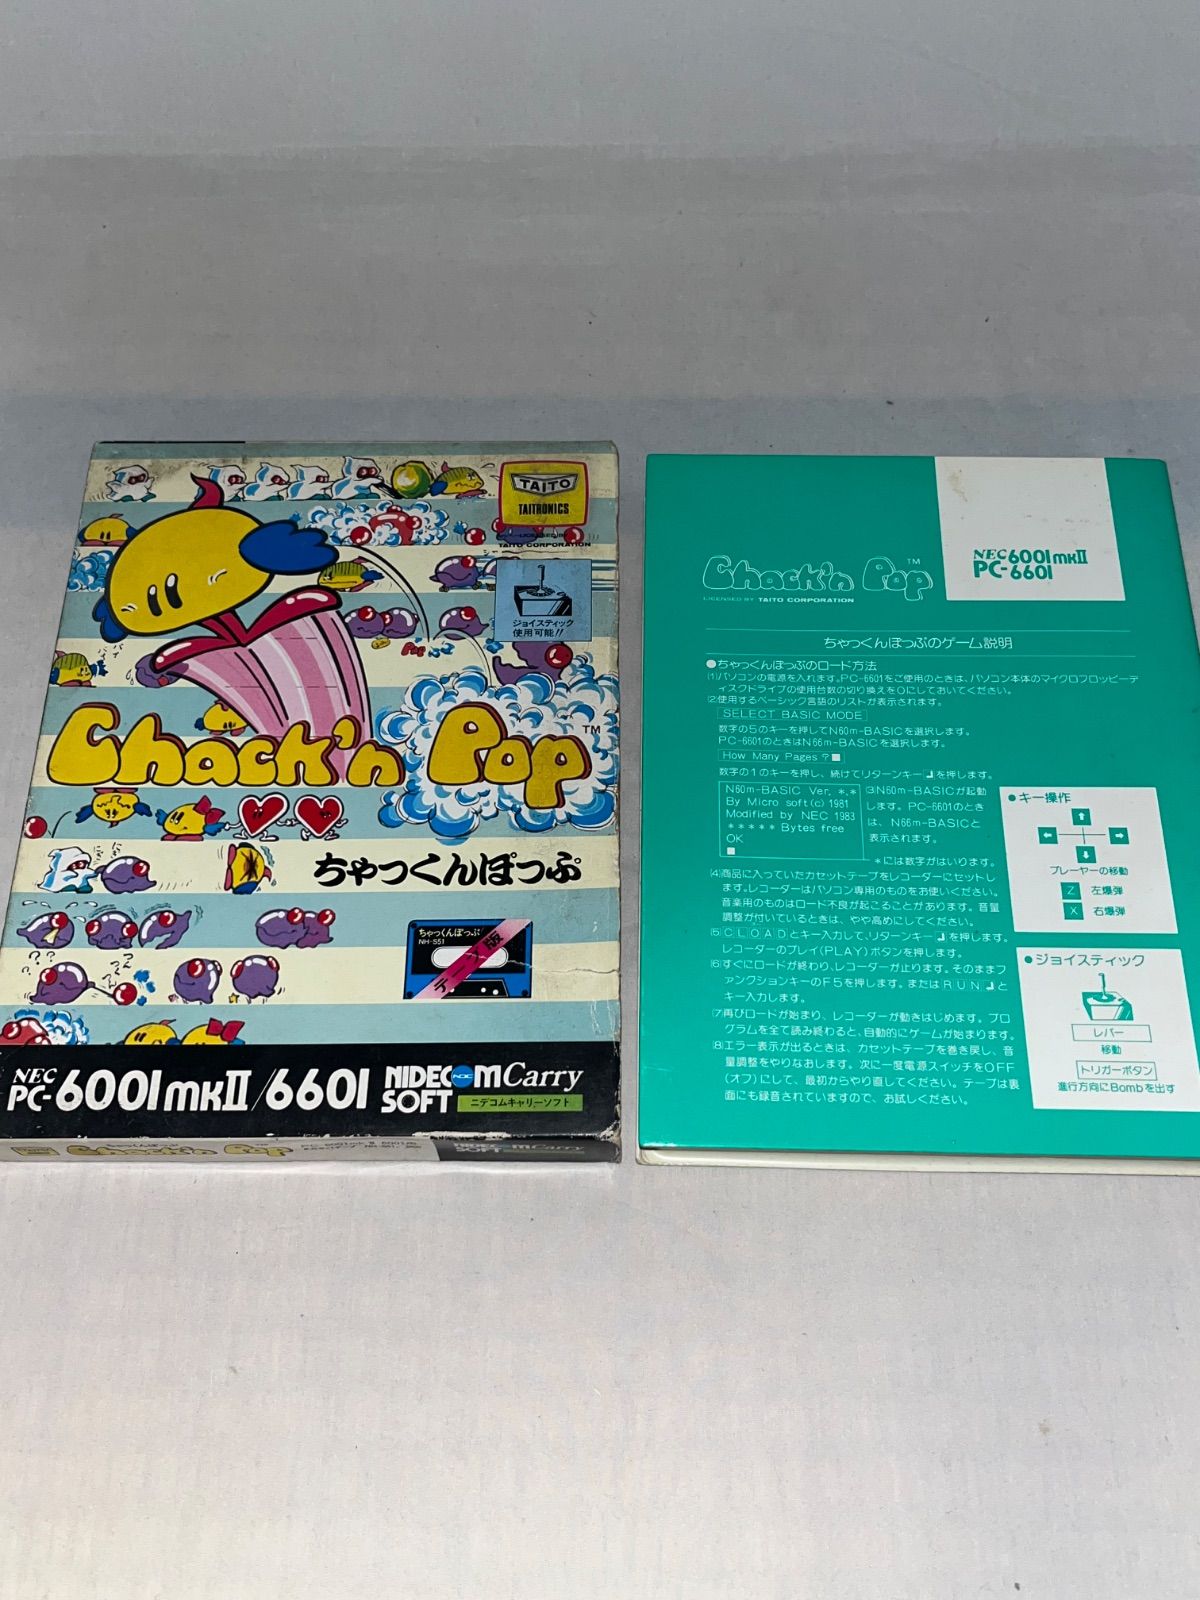 TAITO
TAITRONICS
LICENSED BY
TAITO CORPORATION
ジョイスティック
使用可能!!
Chack'n Pop™
ちゃっくんぽっぷ
ちゃっくんぽっぷ
NH-S51
テープ版
NEC
PC-6001mkII/6601
NIDECOM
SOFT
Carry
ニデコムキャリーソフト
ちゃっくんぽっぷ
Chack'n Pop
NIDECOM
SOFT
Carry
Chack'n Pop™
LICENSED BY TAITO CORPORATION
NEC 6001mkII
PC-6601
ちゃっくんぽっぷのゲーム説明
●ちゃっくんぽっぷのロード方法
(1)パソコンの電源を入れます。PC-6601をご使用のときは、パソコン本体のマイクロフロッピーデ
ィスクドライブの使用台数の切り換えを0にしておいてください。
(2)使用するベーシック言語のリストが表示されます。
SELECT BASIC MODE
数字の5のキーを押してN60m-BASICを選択します。
PC-6601のときはN66m-BASICを選択します。
How Many Pages?■
数字の1のキーを押し、続けてリターンキー↲を押します。
N60m-BASIC Ver. *.*
By Micro soft(c) 1981
Modified by NEC 1983
* * * * * Bytes free
OK
■
(3)N60m-BASICが起動
します。PC-6601のとき
は、N66m-BASICと
表示されます。
*には数字がはいります。
(4)商品に入っていたカセットテープをレコーダーにセットし
ます。レコーダーはパソコン専用のものをお使いください。
音楽用のものはロード不良が起こることがあります。音量
調整が付いているときは、やや高めにしてください。
(5)CLOADとキー入力して、リターンキー↲を押します。
レコーダーのプレイ(PLAY)ボタンを押します。
(6)すぐにロードが終わり、レコーダーが止ります。そのままフ
ァンクションキーのF5を押します。またはRUN↲と
キー入力します。
(7)再びロードが始まり、レコーダーが動きはじめます。プロ
グラムを全て読み終わると、自動的にゲームが始まります。
(8)エラー表示が出るときは、カセットテープを巻き戻し、音
量調整をやりなおします。次に一度電源スイッチをOFF
(オフ)にして、最初からやり直してください。テープは裏
面にも録音されていますので、お試しください。
●キー操作
↑
← →
↓
プレーヤーの移動
Z 左爆弾
X 右爆弾
●ジョイスティック
レバー
移動
トリガーボタン
進行方向にBombを出す